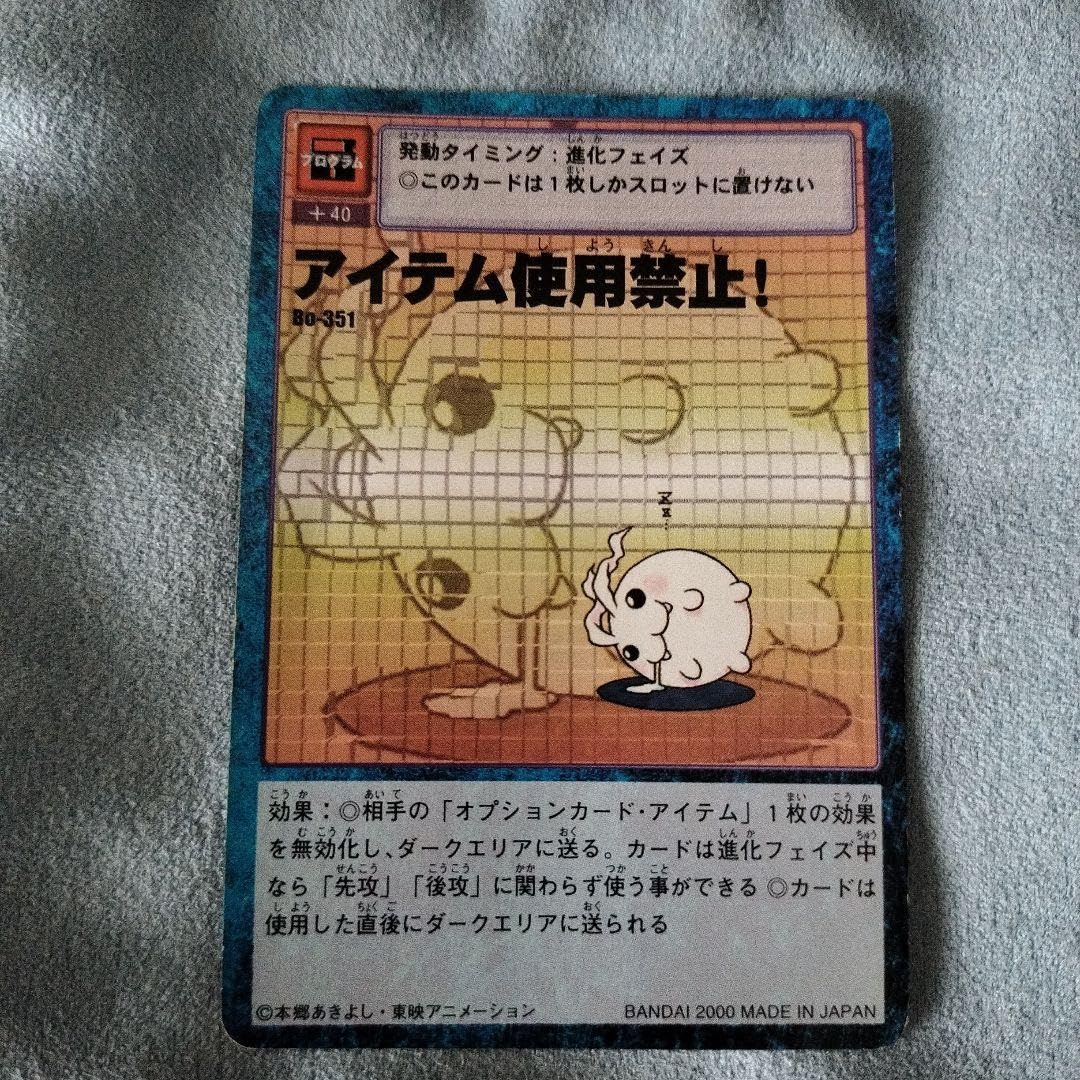 プログラム
+40
発動タイミング:進化フェイズ
◎このカードは1枚しかスロットに置けない
アイテム使用禁止!
Bo-351
zz…
効果:◎相手の「オプションカード・アイテム」1枚の効果
を無効化し、ダークエリアに送る。カードは進化フェイズ中
なら「先攻」「後攻」に関わらず使う事ができる ◎カードは
使用した直後にダークエリアに送られる
©本郷あきよし・東映アニメーション
BANDAI 2000 MADE IN JAPAN